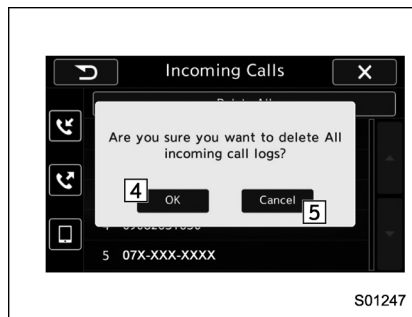 Incoming Calls
Are you sure you want to delete All
incoming call logs?
4
OK
Cancel
5
5 07X-XXX-XXXX
S01247